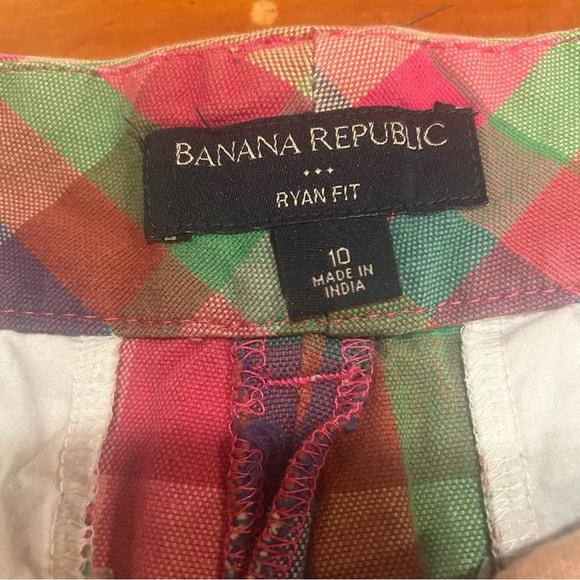 BANANA REPUBLIC
RYAN FIT
10
MADE IN
INDIA